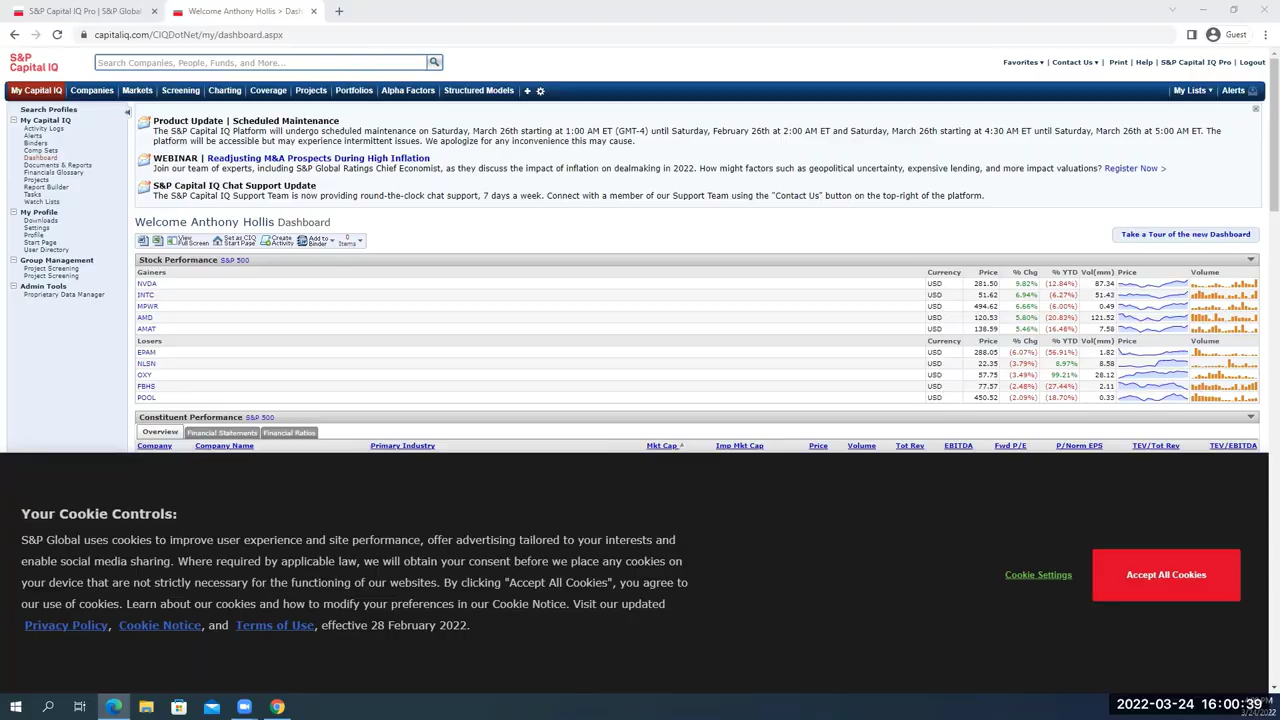 S&P Capital IQ Pro | S&P Global
Welcome Anthony Hollis > Dash
Guest
capitaliq.com/CIQDotNet/my/dashboard.aspx
S&P
Capital IQ
Search Companies, People, Funds, and More...
Favorites Contact Us Print Help S&P Capital IQ Pro Logout
My Capital IQ Companies Markets Screening Charting Coverage Projects Portfolios Alpha Factors Structured Models My Lists Alerts
Search Profiles
My Capital IQ
Activity Logs
Alerts
Binders
Comp Sets
Dashboard
Documents & Reports
Financials Glossary
Projects
Report Builder
Tasks
Watch Lists
My Profile
Downloads
Settings
Profile
Start Page
User Directory
Group Management
Project Screening
Project Screening
Admin Tools
Proprietary Data Manager
Product Update | Scheduled Maintenance
The S&P Capital IQ Platform will undergo scheduled maintenance on Saturday, March 26th starting at 1:00 AM ET (GMT-4) until Saturday, February 26th at 2:00 AM ET and Saturday, March 26th starting at 4:30 AM ET until Saturday, March 26th at 5:00 AM ET. The
platform will be accessible but may experience intermittent issues. We apologize for any inconvenience this may cause.
WEBINAR | Readjusting M&A Prospects During High Inflation
Join our team of experts, including S&P Global Ratings Chief Economist, as they discuss the impact of inflation on dealmaking in 2022. How might factors such as geopolitical uncertainty, expensive lending, and more impact valuations? Register Now >
S&P Capital IQ Chat Support Update
The S&P Capital IQ Support Team is now providing round-the-clock chat support, 7 days a week. Connect with a member of our Support Team using the "Contact Us" button on the top-right of the platform.
Welcome Anthony Hollis Dashboard
View Full Screen Set as CIQ Start Page Create Activity Add to Binder 0 Items
Take a Tour of the new Dashboard
Stock Performance S&P 500
Gainers Currency Price % Chg % YTD Vol(mm) Price Volume
NVDA USD 281.50 9.82% (12.84%) 87.34
INTC USD 51.62 6.94% (6.27%) 51.43
MPWR USD 494.62 6.66% (6.00%) 0.49
AMD USD 120.53 5.80% (20.83%) 121.52
AMAT USD 138.59 5.46% (16.48%) 7.58
Losers Currency Price % Chg % YTD Vol(mm) Price Volume
EPAM USD 288.05 (6.07%) (56.91%) 1.82
NLSN USD 22.35 (3.79%) 8.97% 8.58
OXY USD 57.75 (3.49%) 99.21% 28.12
FBHS USD 77.57 (2.48%) (27.44%) 2.11
POOL USD 450.52 (2.09%) (18.70%) 0.33
Constituent Performance S&P 500
Overview Financial Statements Financial Ratios
Company Company Name Primary Industry Mkt Cap Imp Mkt Cap Price Volume Tot Rev EBITDA Fwd P/E P/Norm EPS TEV/Tot Rev TEV/EBITDA
Your Cookie Controls:
S&P Global uses cookies to improve user experience and site performance, offer advertising tailored to your interests and
enable social media sharing. Where required by applicable law, we will obtain your consent before we place any cookies on
your device that are not strictly necessary for the functioning of our websites. By clicking "Accept All Cookies", you agree to
our use of cookies. Learn about our cookies and how to modify your preferences in our Cookie Notice. Visit our updated
Privacy Policy, Cookie Notice, and Terms of Use, effective 28 February 2022.
Cookie Settings
Accept All Cookies
2022-03-24 16:00:39